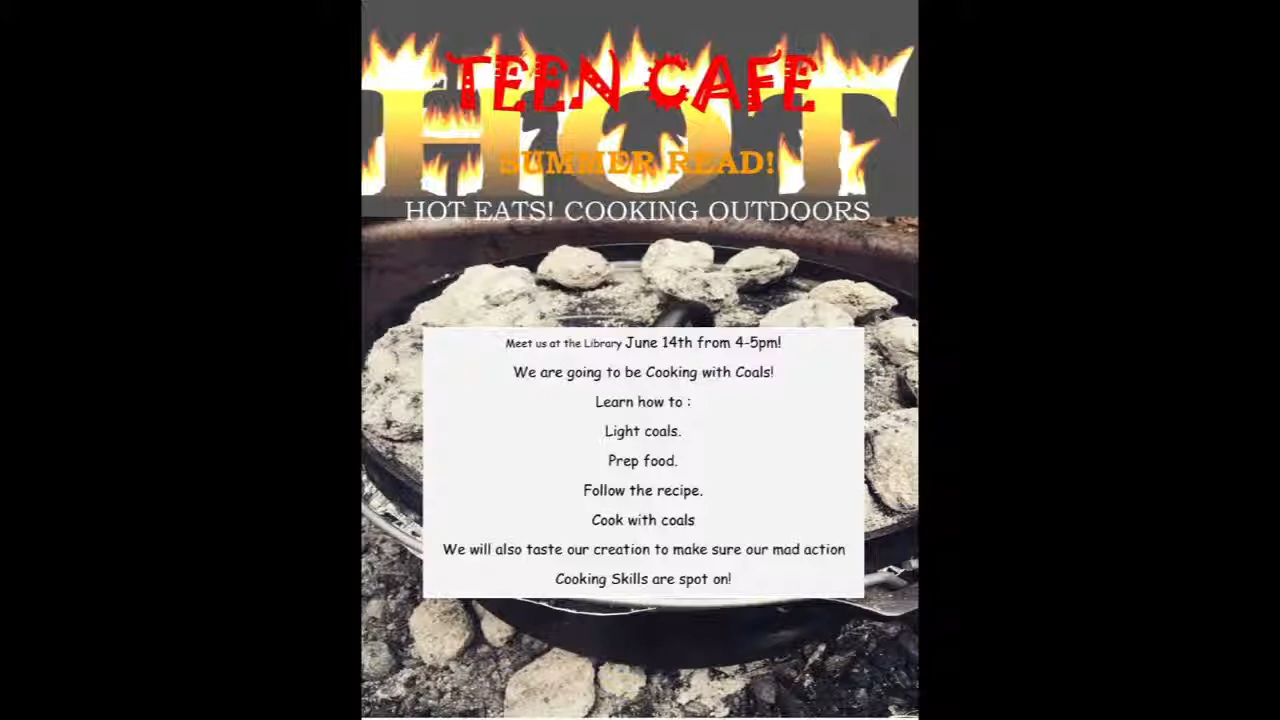 HOT
TEEN CAFE
SUMMER READ!
HOT EATS! COOKING OUTDOORS
Meet us at the Library June 14th from 4-5pm!
We are going to be Cooking with Coals!
Learn how to :
Light coals.
Prep food.
Follow the recipe.
Cook with coals
We will also taste our creation to make sure our mad action
Cooking Skills are spot on!